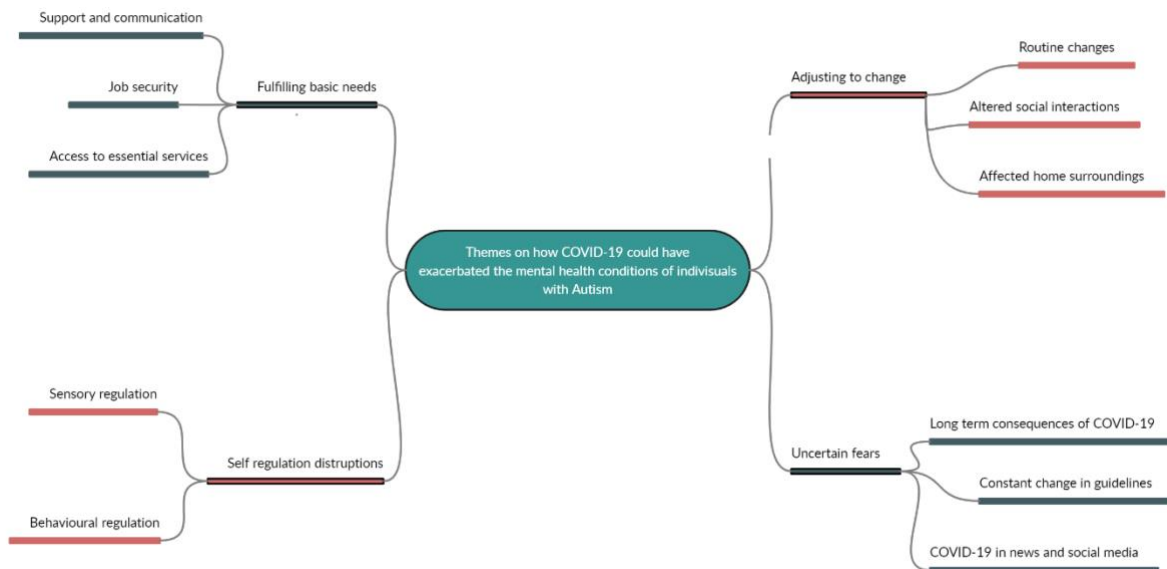 Support and communication
Job security
Access to essential services
Fulfilling basic needs
Adjusting to change
Routine changes
Altered social interactions
Affected home surroundings
Themes on how COVID-19 could have
exacerbated the mental health conditions of indivisuals
with Autism
Sensory regulation
Behavioural regulation
Self regulation distruptions
Uncertain fears
Long term consequences of COVID-19
Constant change in guidelines
COVID-19 in news and social media